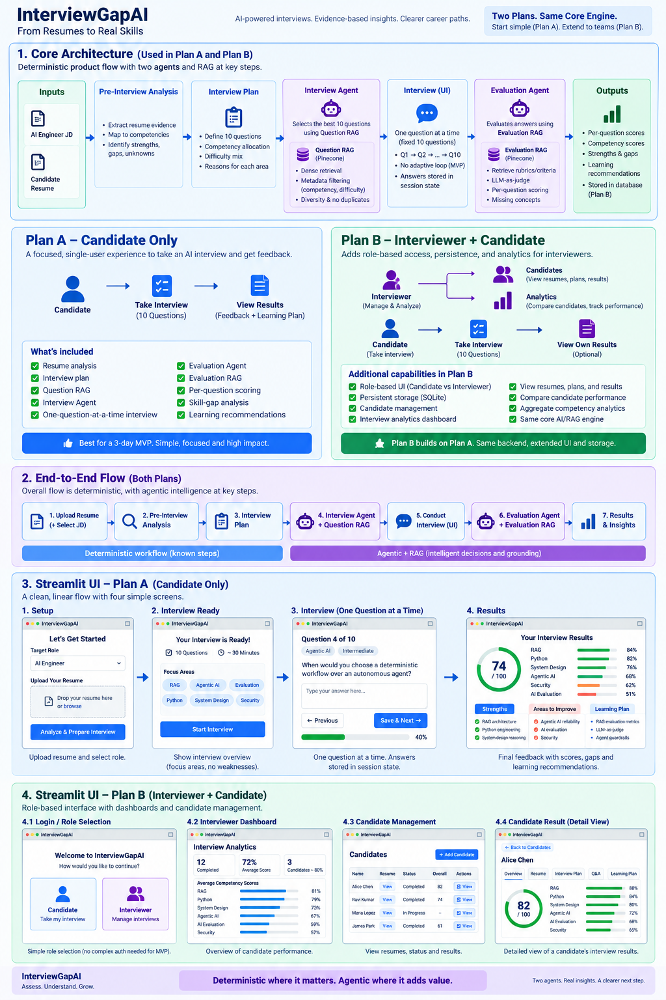 InterviewGapAI
From Resumes to Real Skills
AI-powered interviews. Evidence-based insights. Clearer career paths.
Two Plans. Same Core Engine.
Start simple (Plan A). Extend to teams (Plan B).
1. Core Architecture (Used in Plan A and Plan B)
Deterministic product flow with two agents and RAG at key steps.
Inputs
AI Engineer JD
Candidate
Resume
Pre-Interview Analysis
• Extract resume evidence
• Map to competencies
• Identify strengths,
gaps, unknowns
Interview Plan
• Define 10 questions
• Competency allocation
• Difficulty mix
• Reasons for each area
Interview Agent
Selects the best 10 questions
using Question RAG
Question RAG
(Pinecone)
• Dense retrieval
• Metadata filtering
(competency, difficulty)
• Diversity & no duplicates
Interview (UI)
One question at a time
(fixed 10 questions)
• Q1 → Q2 → ... → Q10
• No adaptive loop (MVP)
• Answers stored in
session state
Evaluation Agent
Evaluates answers using
Evaluation RAG
Evaluation RAG
(Pinecone)
• Retrieve rubrics/criteria
• LLM-as-judge
• Per-question scoring
• Missing concepts
Outputs
• Per-question scores
• Competency scores
• Strengths & gaps
• Learning
recommendations
• Stored in database
(Plan B)
Plan A – Candidate Only
A focused, single-user experience to take an AI interview and get feedback.
Candidate
Take Interview
(10 Questions)
View Results
(Feedback + Learning Plan)
What's included
Resume analysis
Interview plan
Question RAG
Interview Agent
One-question-at-a-time interview
Evaluation Agent
Evaluation RAG
Per-question scoring
Skill-gap analysis
Learning recommendations
Best for a 3-day MVP. Simple, focused and high impact.
Plan B – Interviewer + Candidate
Adds role-based access, persistence, and analytics for interviewers.
Interviewer
(Manage & Analyze)
Candidates
(View resumes, plans, results)
Analytics
(Compare candidates, track performance)
Candidate
(Take interview)
Take Interview
(10 Questions)
View Own Results
(Optional)
Additional capabilities in Plan B
Role-based UI (Candidate vs Interviewer)
Persistent storage (SQLite)
Candidate management
Interview analytics dashboard
View resumes, plans, and results
Compare candidate performance
Aggregate competency analytics
Same core AI/RAG engine
Plan B builds on Plan A. Same backend, extended UI and storage.
2. End-to-End Flow (Both Plans)
Overall flow is deterministic, with agentic intelligence at key steps.
1. Upload Resume
(+ Select JD)
2. Pre-Interview
Analysis
3. Interview
Plan
4. Interview Agent
+ Question RAG
5. Conduct
Interview (UI)
6. Evaluation Agent
+ Evaluation RAG
7. Results
& Insights
Deterministic workflow (known steps)
Agentic + RAG (intelligent decisions and grounding)
3. Streamlit UI – Plan A (Candidate Only)
A clean, linear flow with four simple screens.
1. Setup
InterviewGapAI
Let's Get Started
Target Role
AI Engineer
Upload Your Resume
Drop your resume here
or browse
Analyze & Prepare Interview
Upload resume and select role.
2. Interview Ready
InterviewGapAI
Your Interview is Ready!
10 Questions
~ 30 Minutes
Focus Areas
RAG
Agentic AI
Evaluation
Python
System Design
Security
Start Interview
Show interview overview
(focus areas, no weaknesses).
3. Interview (One Question at a Time)
InterviewGapAI
Question 4 of 10
Agentic AI
Intermediate
When would you choose a deterministic
workflow over an autonomous agent?
Type your answer here...
← Previous
Save & Next →
40%
One question at a time. Answers
stored in session state.
4. Results
InterviewGapAI
Your Interview Results
74
/ 100
RAG 84%
Python 82%
System Design 76%
Agentic AI 68%
Security 62%
AI Evaluation 51%
Strengths
RAG architecture
Python engineering
System design reasoning
Areas to Improve
Agentic AI reliability
AI evaluation
Security
Learning Plan
• RAG evaluation metrics
• LLM-as-judge
• Agent guardrails
Final feedback with scores, gaps and
learning recommendations.
4. Streamlit UI – Plan B (Interviewer + Candidate)
Role-based interface with dashboards and candidate management.
4.1 Login / Role Selection
InterviewGapAI
Welcome to InterviewGapAI
How would you like to continue?
Candidate
Take my interview
Interviewer
Manage interviews
Simple role selection (no complex auth needed for MVP).
4.2 Interviewer Dashboard
InterviewGapAI
Interview Analytics
12
Completed
72%
Average Score
3
Candidates > 80%
Average Competency Scores
RAG 81%
Python 79%
System Design 73%
Agentic AI 67%
AI Evaluation 59%
Security 57%
Overview of candidate performance.
4.3 Candidate Management
InterviewGapAI
Candidates
+ Add Candidate
Name Resume Status Overall Actions
Alice Chen View Completed 82 View
Ravi Kumar View Completed 74 View
Maria Lopez View In Progress – View
James Park View Completed 61 View
View resumes, status and results.
4.4 Candidate Result (Detail View)
InterviewGapAI
← Back to Candidates
Alice Chen
Overview Resume Interview Plan Q&A Learning Plan
82
/ 100
RAG 88%
Python 84%
System Design 80%
Agentic AI 72%
AI Evaluation 68%
Security 65%
Detailed view of a candidate's interview results.
InterviewGapAI
Assess. Understand. Grow.
Deterministic where it matters. Agentic where it adds value.
Two agents. Real insights. A clearer next step.